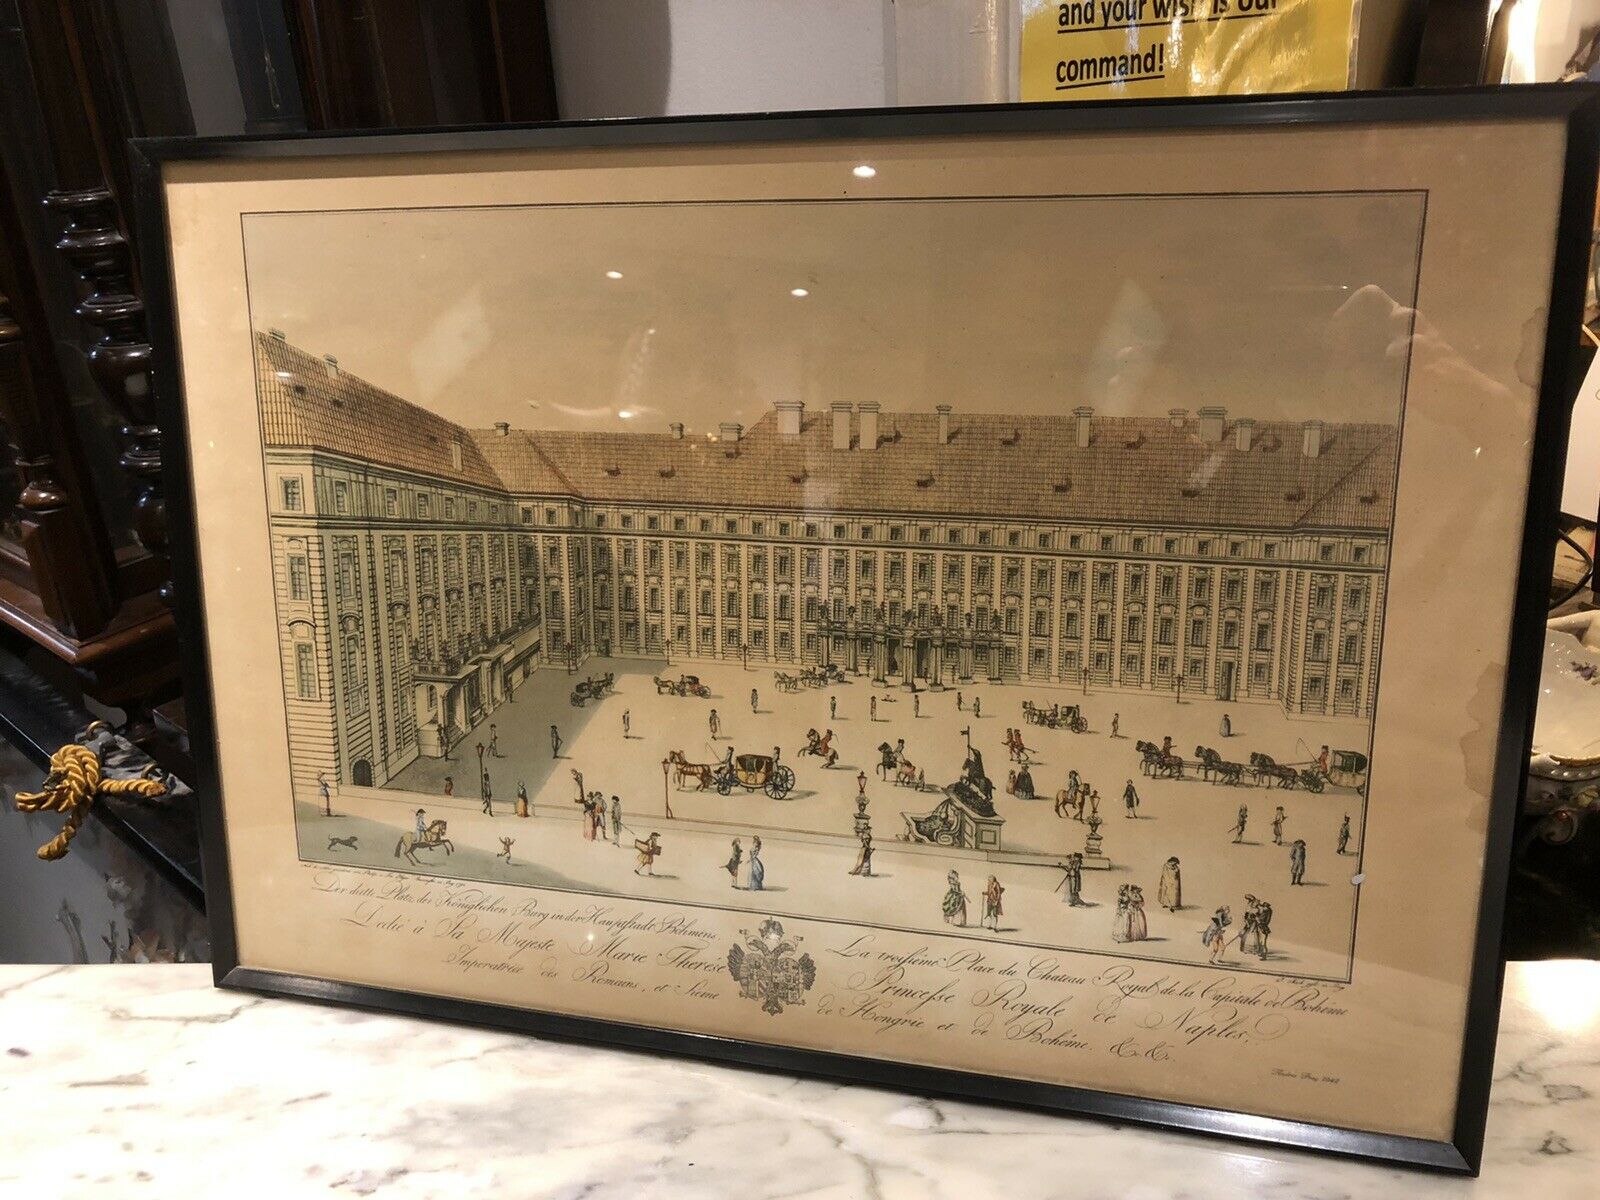 and your wish is our
command!
Der dritte Platz der Königlichen Burg in der Hauptstadt Böhmens.
La troisieme Place du Chateau Royal de la Capitale de Bohéme
Dedié à Sa Majeste Marie Therése
Princesse Royale de Naples,
Imperatrice des Romains, et 
de Hongrie et de Bohéme. &.&.